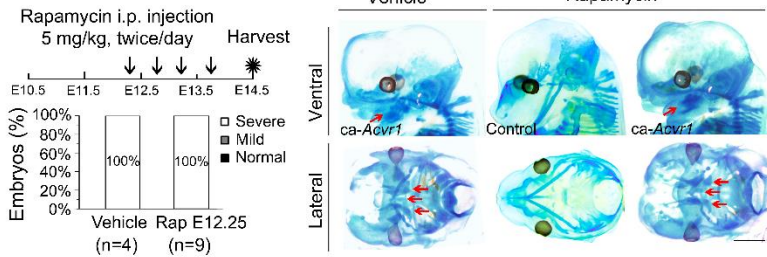 Rapamycin i.p. injection
5 mg/kg, twice/day
Harvest
E10.5 E11.5 E12.5 E13.5 E14.5
Embryos (%)
100%
80%
60%
40%
20%
0%
100% 100%
Severe
Mild
Normal
Vehicle Rap E12.25
(n=4) (n=9)
Vehicle Rapamycin
Ventral
ca-Acvr1 Control ca-Acvr1
Lateral